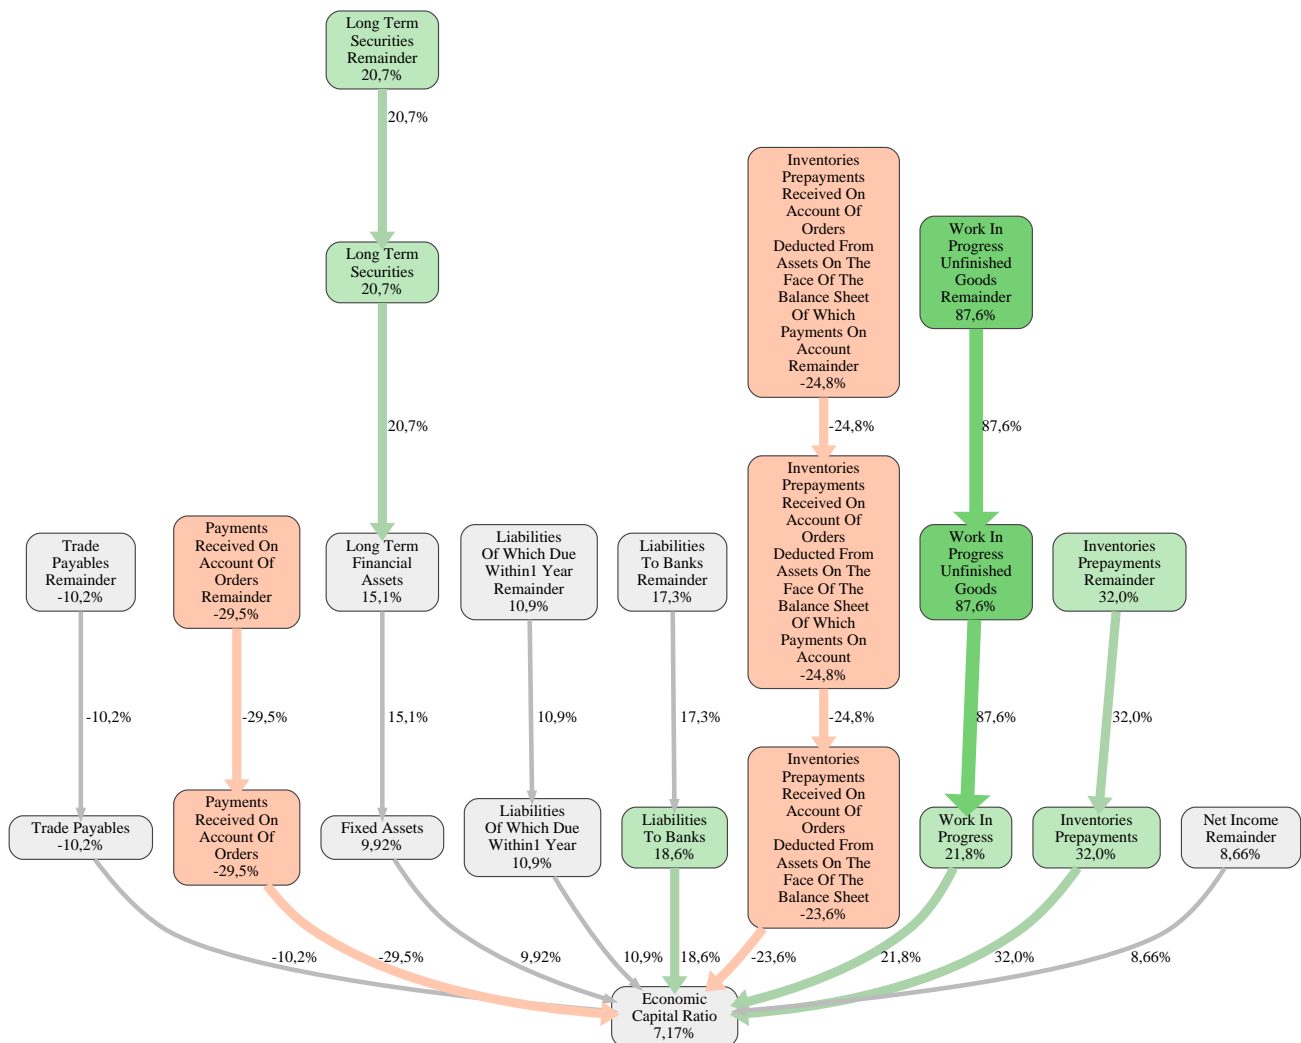 Long Term
Securities
Remainder
20,7%
20,7%
Long Term
Securities
20,7%
20,7%
Inventories
Prepayments
Received On
Account Of
Orders
Deducted From
Assets On The
Face Of The
Balance Sheet
Of Which
Payments On
Account
Remainder
-24,8%
-24,8%
Work In
Progress
Unfinished
Goods
Remainder
87,6%
87,6%
Trade
Payables
Remainder
-10,2%
-10,2%
Payments
Received On
Account Of
Orders
Remainder
-29,5%
-29,5%
Long Term
Financial
Assets
15,1%
15,1%
Liabilities
Of Which Due
Within1 Year
Remainder
10,9%
10,9%
Liabilities
To Banks
Remainder
17,3%
17,3%
Inventories
Prepayments
Received On
Account Of
Orders
Deducted From
Assets On The
Face Of The
Balance Sheet
Of Which
Payments On
Account
-24,8%
-24,8%
Work In
Progress
Unfinished
Goods
87,6%
87,6%
Inventories
Prepayments
Remainder
32,0%
32,0%
Trade Payables
-10,2%
-10,2%
Payments
Received On
Account Of
Orders
-29,5%
-29,5%
Fixed Assets
9,92%
9,92%
Liabilities
Of Which Due
Within1 Year
10,9%
10,9%
Liabilities
To Banks
18,6%
18,6%
Inventories
Prepayments
Received On
Account Of
Orders
Deducted From
Assets On The
Face Of The
Balance Sheet
-23,6%
-23,6%
Work In
Progress
21,8%
21,8%
Inventories
Prepayments
32,0%
32,0%
Net Income
Remainder
8,66%
8,66%
Economic
Capital Ratio
7,17%